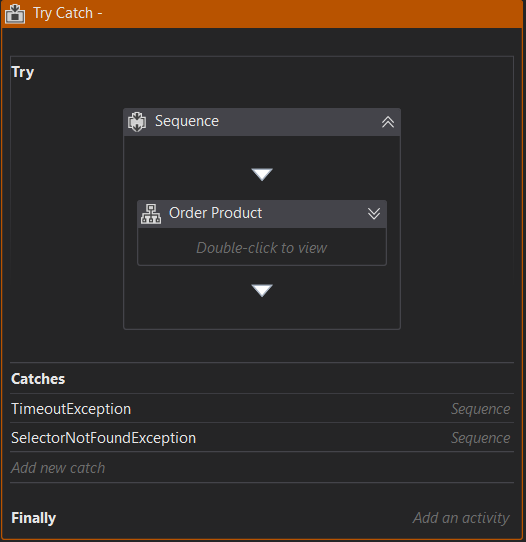 Try Catch -
Try
Sequence
Order Product
Double-click to view
Catches
TimeoutException Sequence
SelectorNotFoundException Sequence
Add new catch
Finally Add an activity